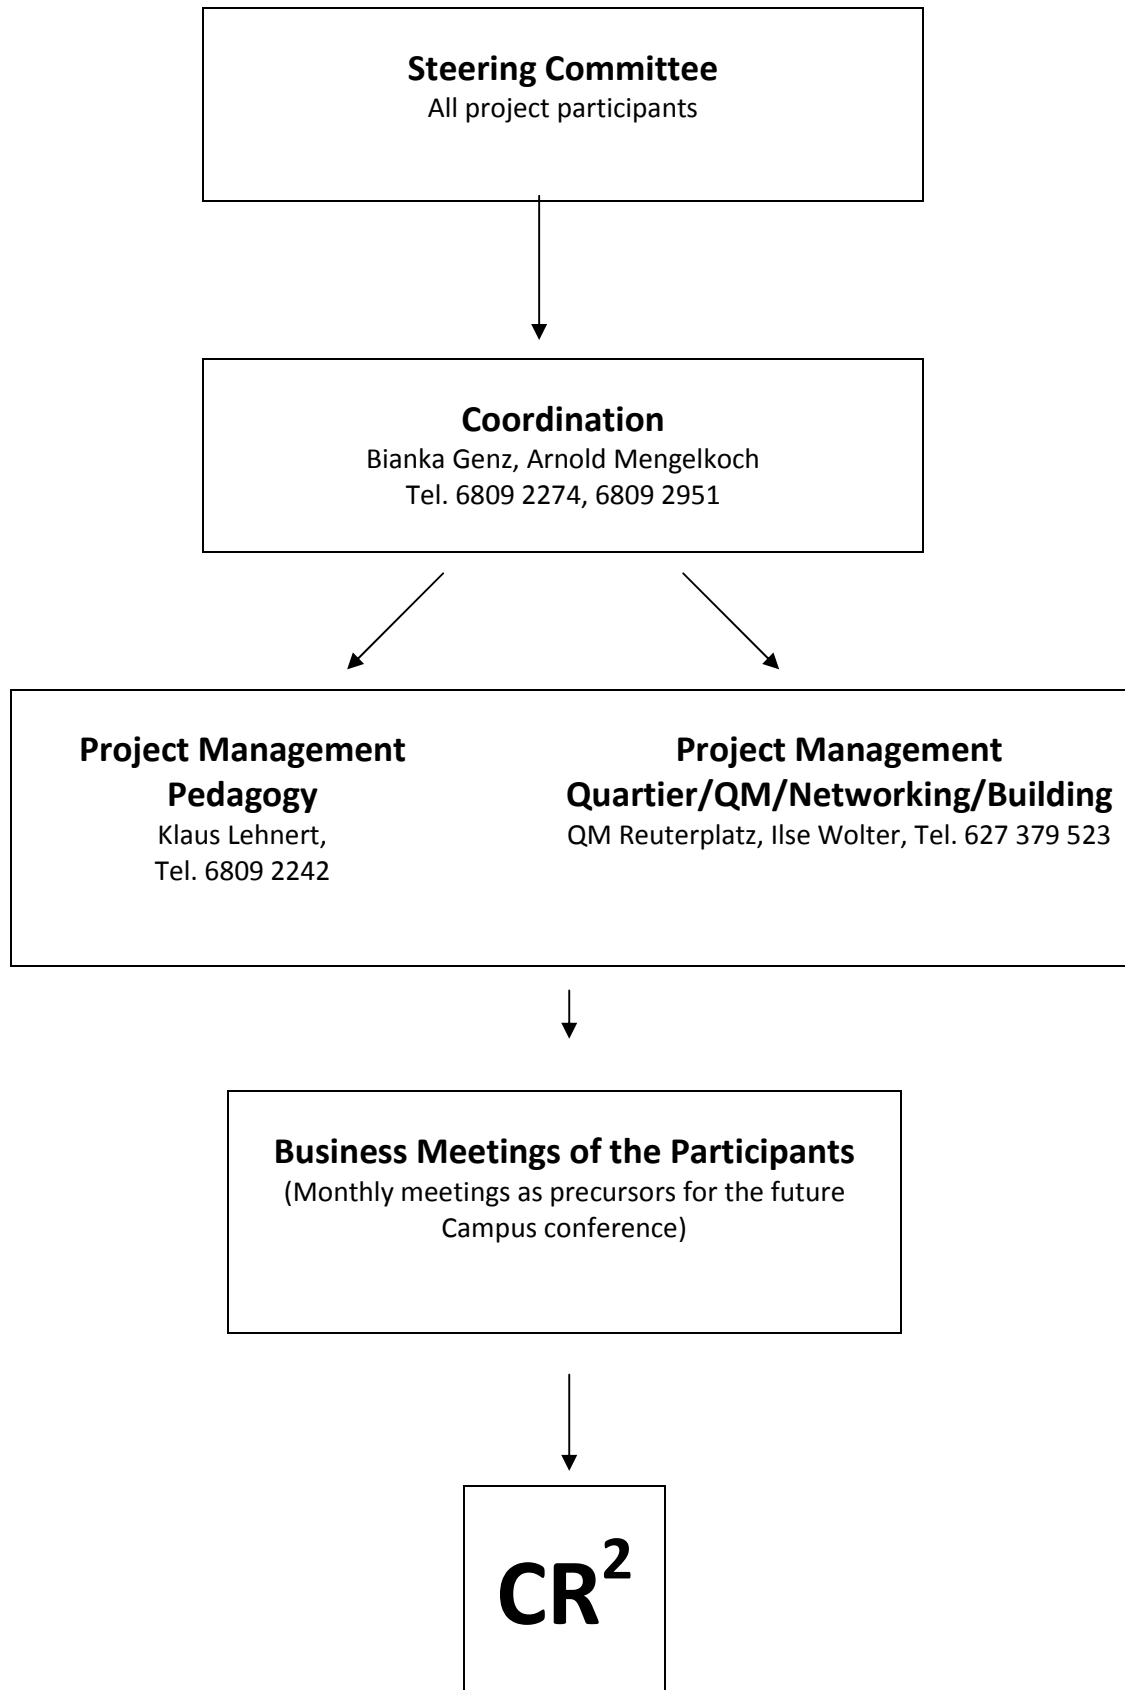 Steering Committee
All project participants
Coordination
Bianka Genz, Arnold Mengelkoch
Tel. 6809 2274, 6809 2951
Project Management
Pedagogy
Klaus Lehnert,
Tel. 6809 2242
Project Management
Quartier/QM/Networking/Building
QM Reuterplatz, Ilse Wolter, Tel. 627 379 523
Business Meetings of the Participants
(Monthly meetings as precursors for the future
Campus conference)
CR²